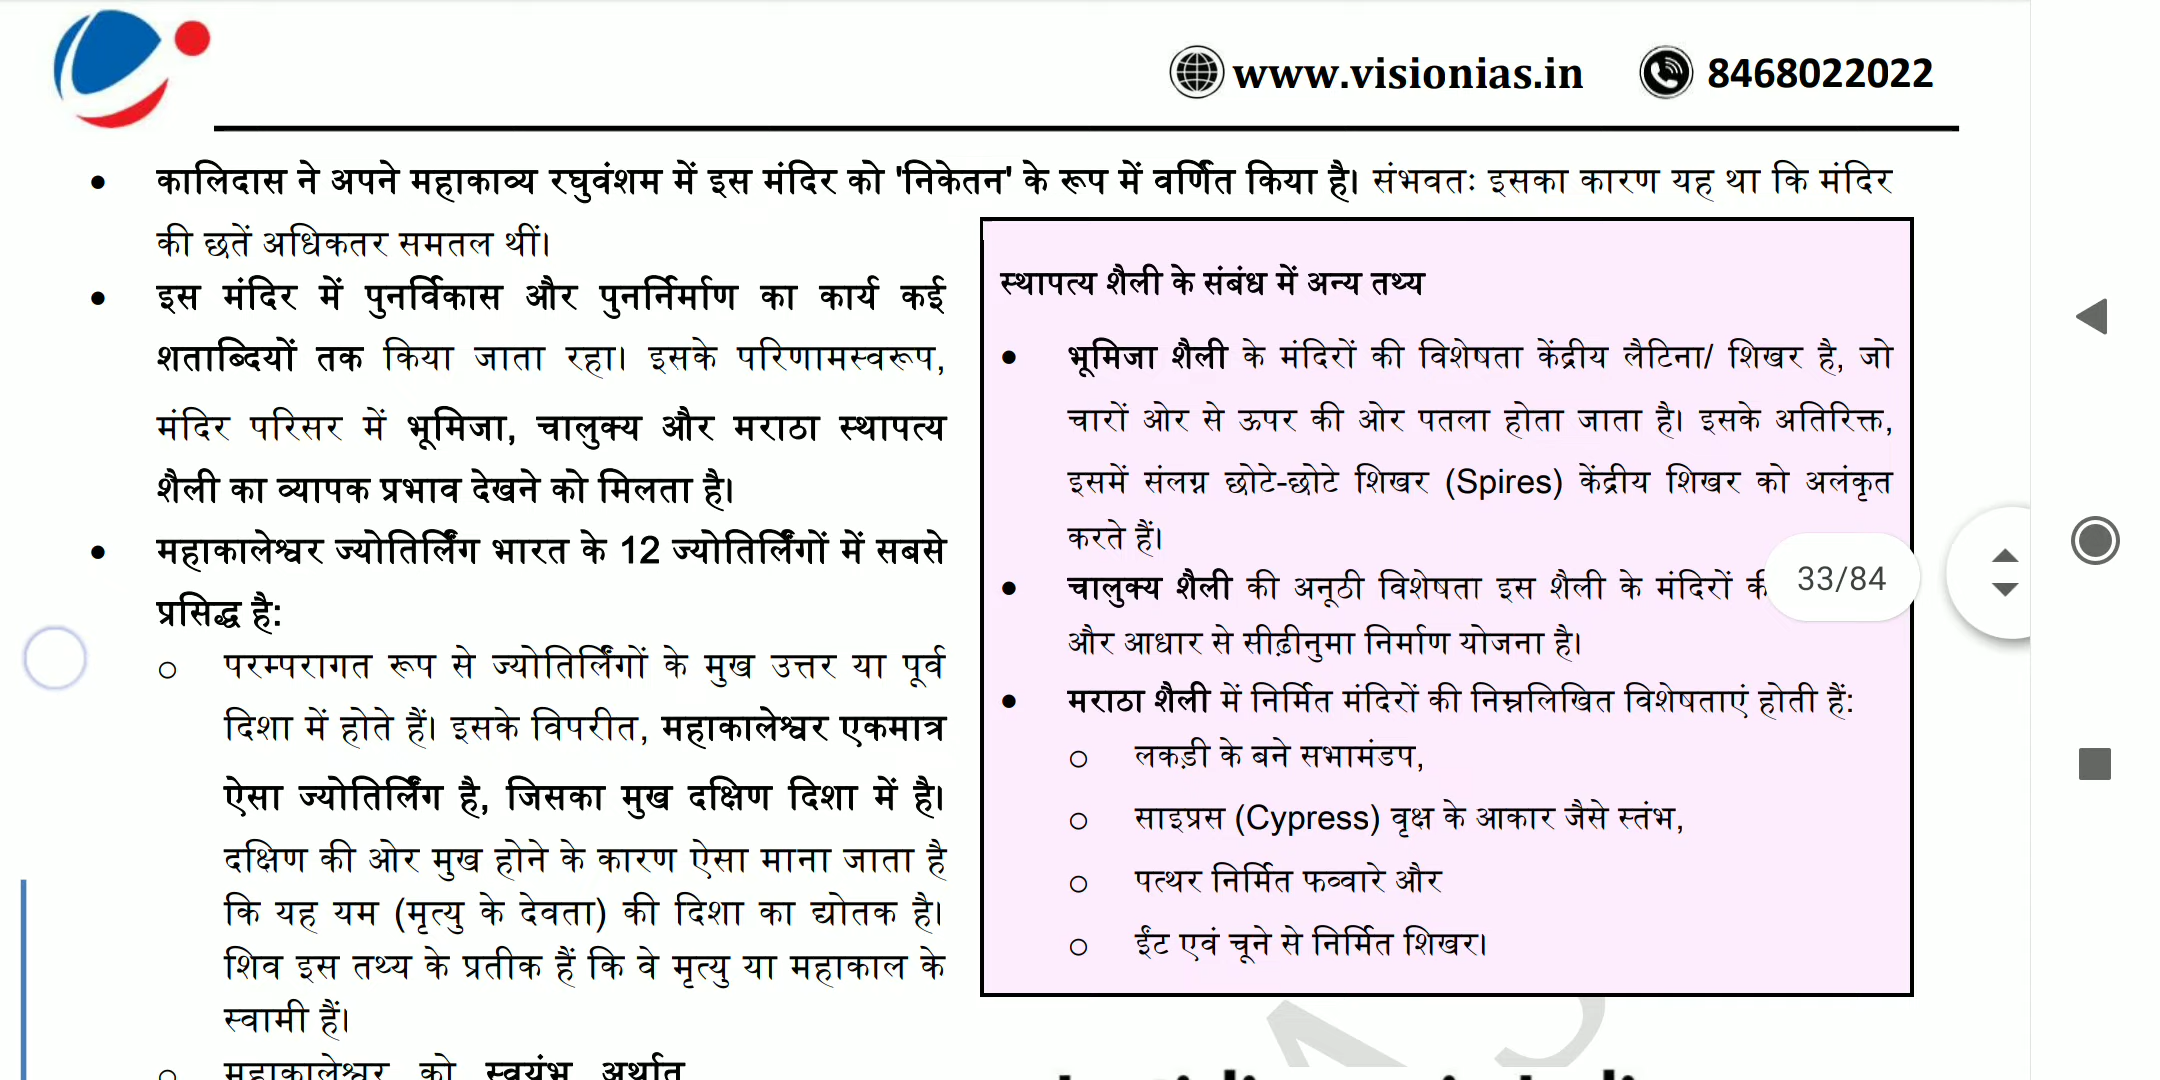 www.visionias.in 8468022022
• कालिदास ने अपने महाकाव्य रघुवंशम में इस मंदिर को 'निकेतन' के रूप में वर्णित किया है। संभवतः इसका कारण यह था कि मंदिर
की छतें अधिकतर समतल थीं।
• इस मंदिर में पुनर्विकास और पुनर्निर्माण का कार्य कई
शताब्दियों तक किया जाता रहा। इसके परिणामस्वरूप,
मंदिर परिसर में भूमिजा, चालुक्य और मराठा स्थापत्य
शैली का व्यापक प्रभाव देखने को मिलता है।
• महाकालेश्वर ज्योतिर्लिंग भारत के 12 ज्योतिर्लिंगों में सबसे
प्रसिद्ध है:
o परम्परागत रूप से ज्योतिर्लिंगों के मुख उत्तर या पूर्व
दिशा में होते हैं। इसके विपरीत, महाकालेश्वर एकमात्र
ऐसा ज्योतिर्लिंग है, जिसका मुख दक्षिण दिशा में है।
दक्षिण की ओर मुख होने के कारण ऐसा माना जाता है
कि यह यम (मृत्यु के देवता) की दिशा का द्योतक है।
शिव इस तथ्य के प्रतीक हैं कि वे मृत्यु या महाकाल के
स्वामी हैं।
o महाकालेश्वर को स्वयंभू अर्थात्
स्थापत्य शैली के संबंध में अन्य तथ्य
• भूमिजा शैली के मंदिरों की विशेषता केंद्रीय लैटिना/ शिखर है, जो
चारों ओर से ऊपर की ओर पतला होता जाता है। इसके अतिरिक्त,
इसमें संलग्न छोटे-छोटे शिखर (Spires) केंद्रीय शिखर को अलंकृत
करते हैं।
• चालुक्य शैली की अनूठी विशेषता इस शैली के मंदिरों की
33/84
और आधार से सीढ़ीनुमा निर्माण योजना है।
• मराठा शैली में निर्मित मंदिरों की निम्नलिखित विशेषताएं होती हैं:
o लकड़ी के बने सभामंडप,
o साइप्रस (Cypress) वृक्ष के आकार जैसे स्तंभ,
o पत्थर निर्मित फव्वारे और
o ईंट एवं चूने से निर्मित शिखर।